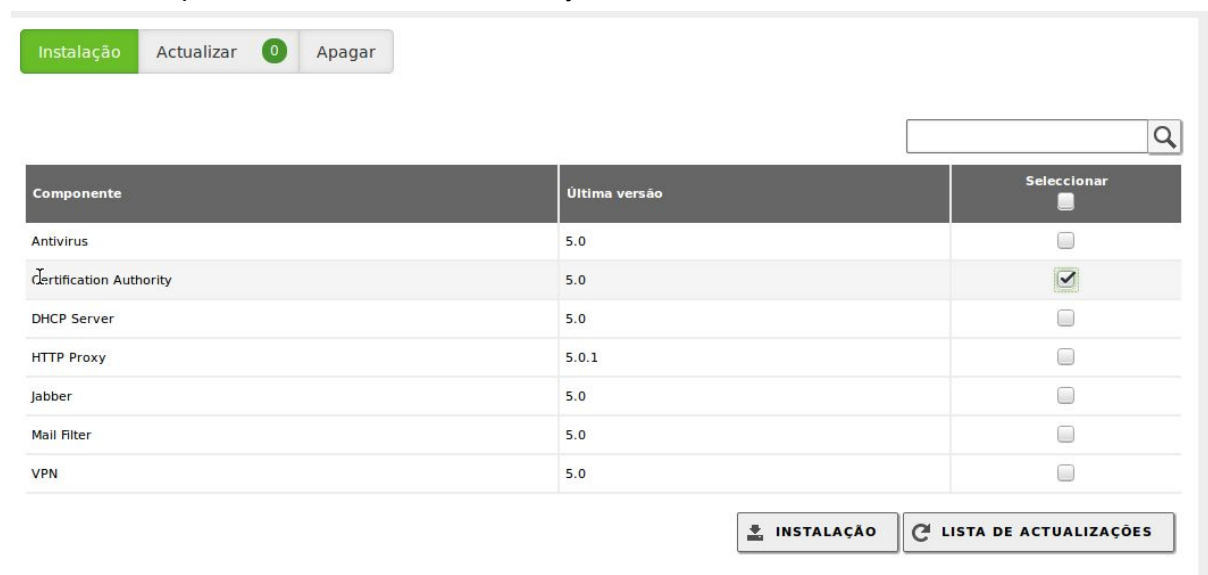 Instalação Actualizar 0 Apagar
Componente Última versão Seleccionar
Antivirus 5.0
Certification Authority 5.0
DHCP Server 5.0
HTTP Proxy 5.0.1
Jabber 5.0
Mail Filter 5.0
VPN 5.0
INSTALAÇÃO LISTA DE ACTUALIZAÇÕES